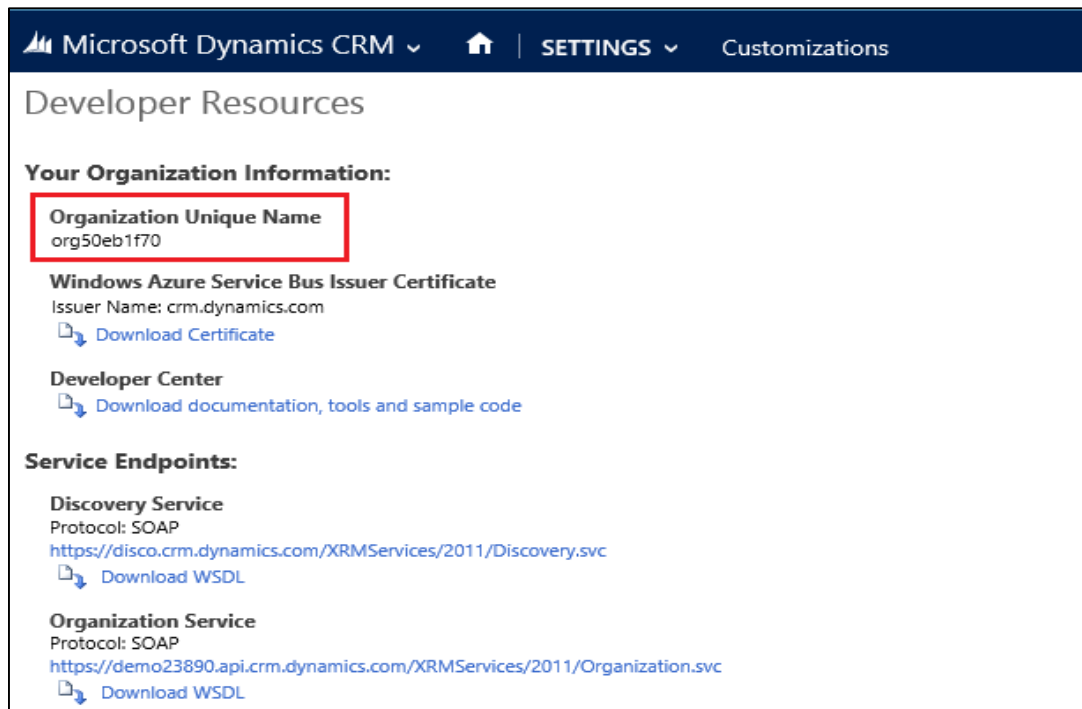 Microsoft Dynamics CRM SETTINGS Customizations
Developer Resources
Your Organization Information:
Organization Unique Name
org50eb1f70
Windows Azure Service Bus Issuer Certificate
Issuer Name: crm.dynamics.com
Download Certificate
Developer Center
Download documentation, tools and sample code
Service Endpoints:
Discovery Service
Protocol: SOAP
https://disco.crm.dynamics.com/XRMServices/2011/Discovery.svc
Download WSDL
Organization Service
Protocol: SOAP
https://demo23890.api.crm.dynamics.com/XRMServices/2011/Organization.svc
Download WSDL